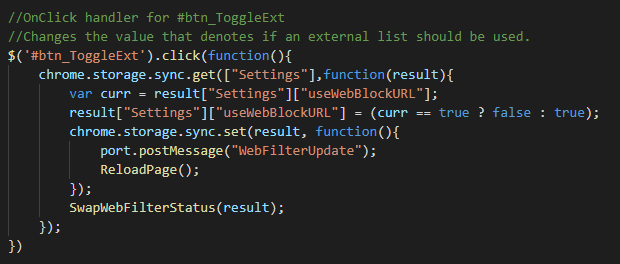 //OnClick handler for #btn_ToggleExt
//Changes the value that denotes if an external list should be used.
$('#btn_ToggleExt').click(function(){
    chrome.storage.sync.get(["Settings"],function(result){
        var curr = result["Settings"]["useWebBlockURL"];
        result["Settings"]["useWebBlockURL"] = (curr == true ? false : true);
        chrome.storage.sync.set(result, function(){
            port.postMessage("WebFilterUpdate");
            ReloadPage();
        });
        SwapWebFilterStatus(result);
    });
})